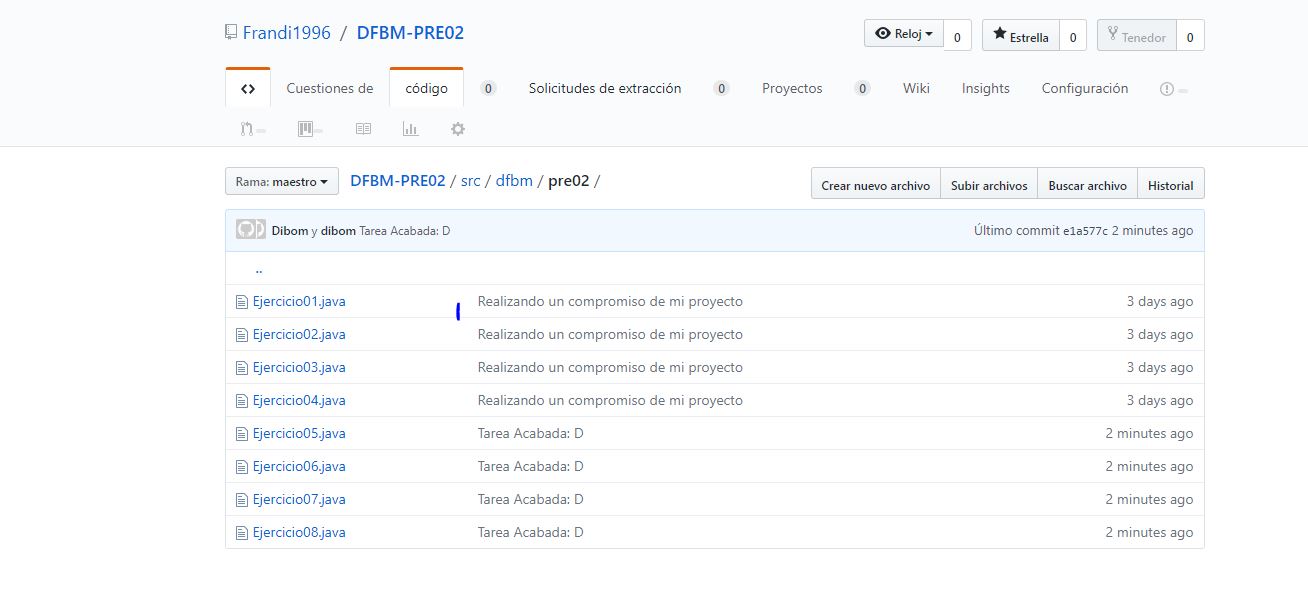 Frandi1996 / DFBM-PRE02
Reloj 0 Estrella 0 Tenedor 0
Cuestiones de código 0 Solicitudes de extracción 0 Proyectos 0 Wiki Insights Configuración
Rama: maestro DFBM-PRE02 / src / dfbm / pre02 /
Crear nuevo archivo Subir archivos Buscar archivo Historial
Dibom y dibom Tarea Acabada: D Último commit e1a577c 2 minutes ago
..
Ejercicio01.java Realizando un compromiso de mi proyecto 3 days ago
Ejercicio02.java Realizando un compromiso de mi proyecto 3 days ago
Ejercicio03.java Realizando un compromiso de mi proyecto 3 days ago
Ejercicio04.java Realizando un compromiso de mi proyecto 3 days ago
Ejercicio05.java Tarea Acabada: D 2 minutes ago
Ejercicio06.java Tarea Acabada: D 2 minutes ago
Ejercicio07.java Tarea Acabada: D 2 minutes ago
Ejercicio08.java Tarea Acabada: D 2 minutes ago